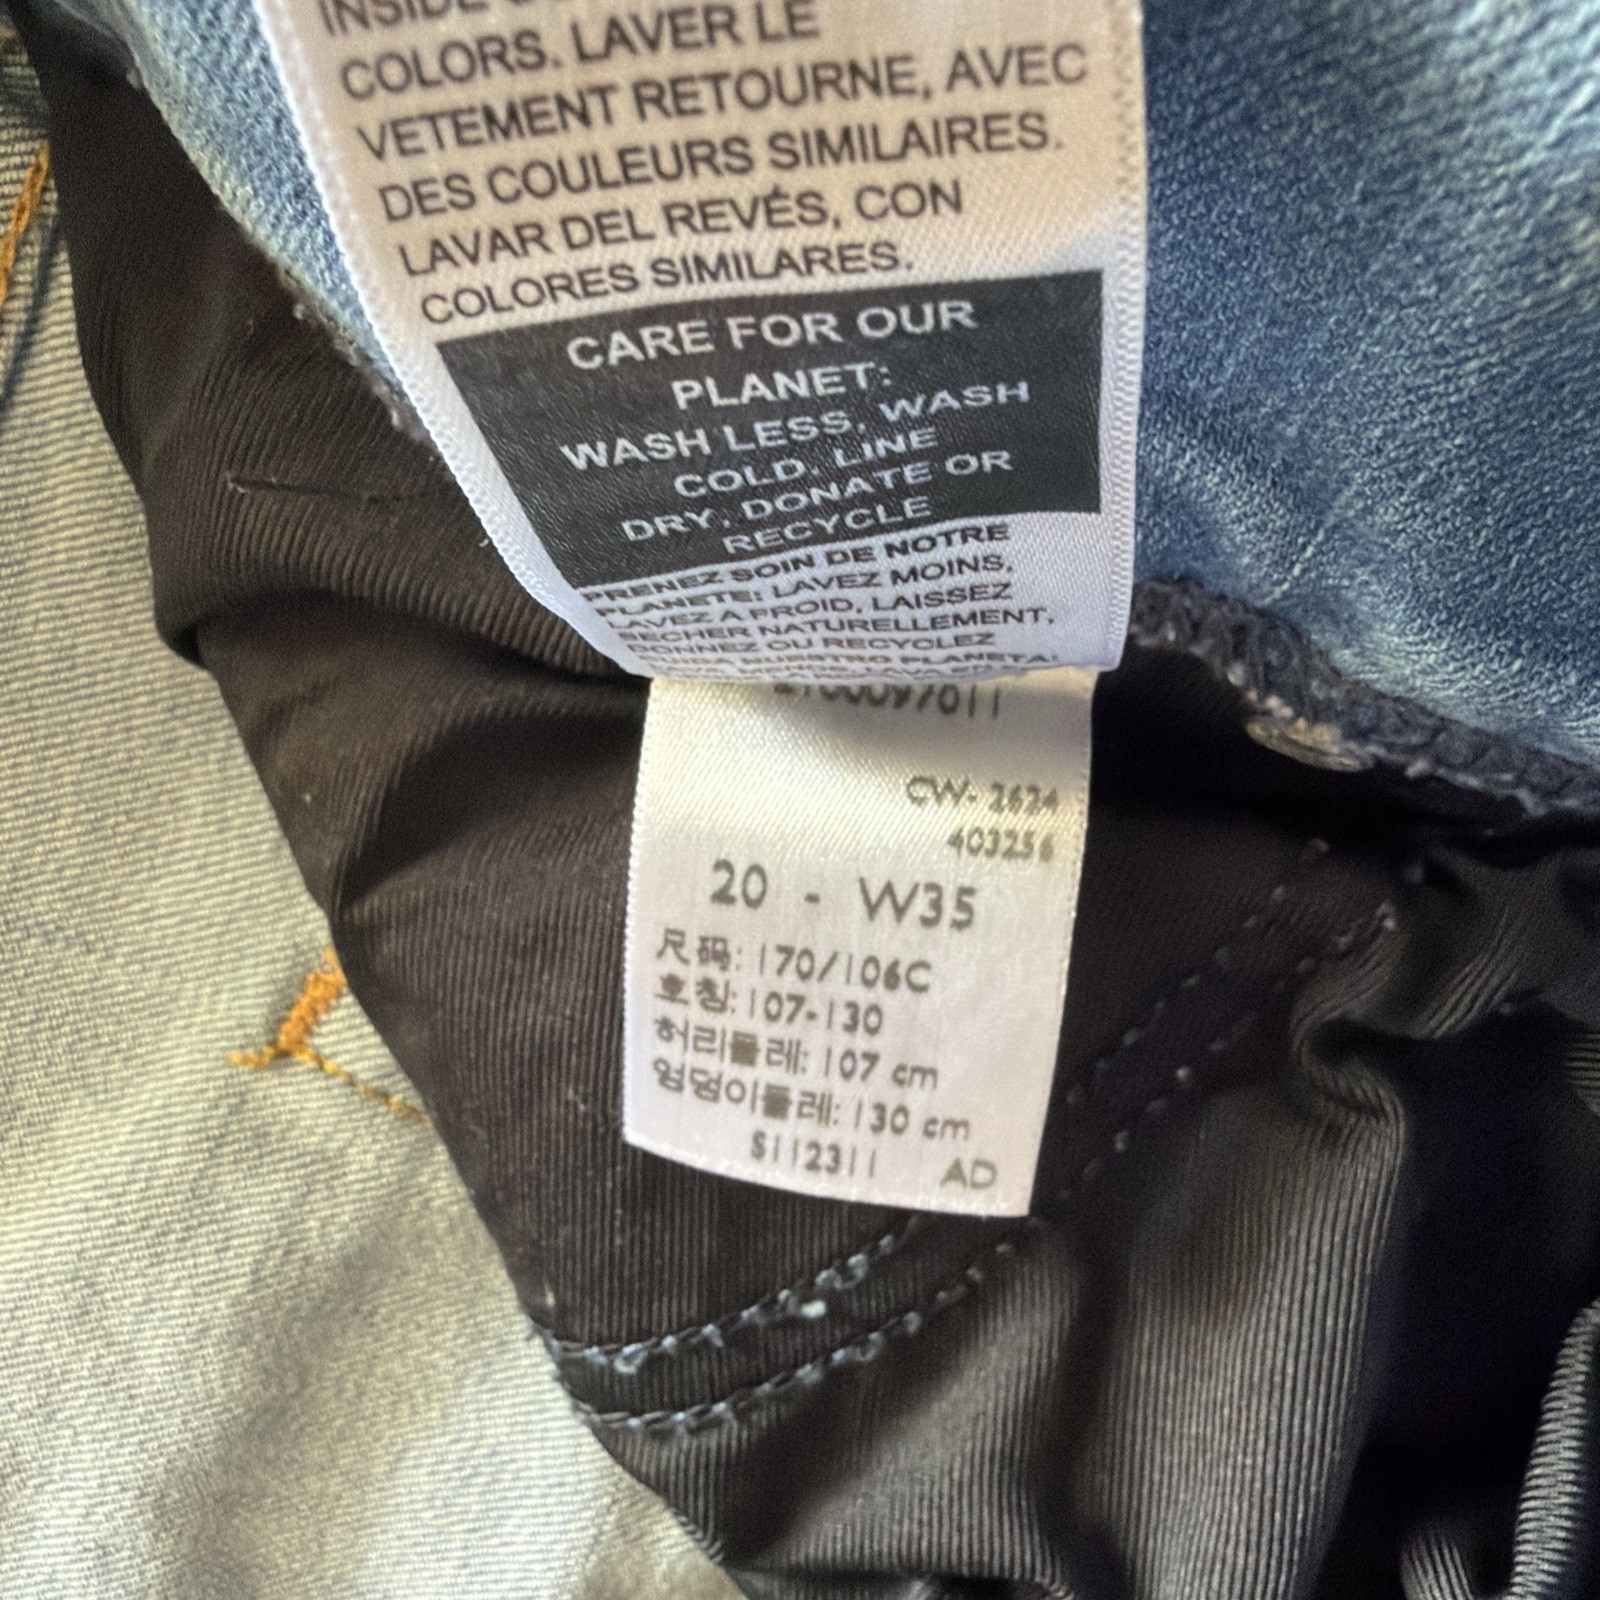 INSIDE
COLORS. LAVER LE
VETEMENT RETOURNE, AVEC
DES COULEURS SIMILAIRES.
LAVAR DEL REVÉS, CON
COLORES SIMILARES.
CARE FOR OUR
PLANET:
WASH LESS, WASH
COLD, LINE
DRY, DONATE OR
RECYCLE
PRENEZ SOIN DE NOTRE
PLANETE: LAVEZ MOINS,
LAVEZ A FROID, LAISSEZ
SECHER NATURELLEMENT,
DONNEZ OU RECYCLEZ
NUESTRO PLANETA:
CW- 2624
403256
20 - W35
尺码: 170/106C
호칭: 107-130
허리둘레: 107 cm
엉덩이둘레: 130 cm
S112311 AD